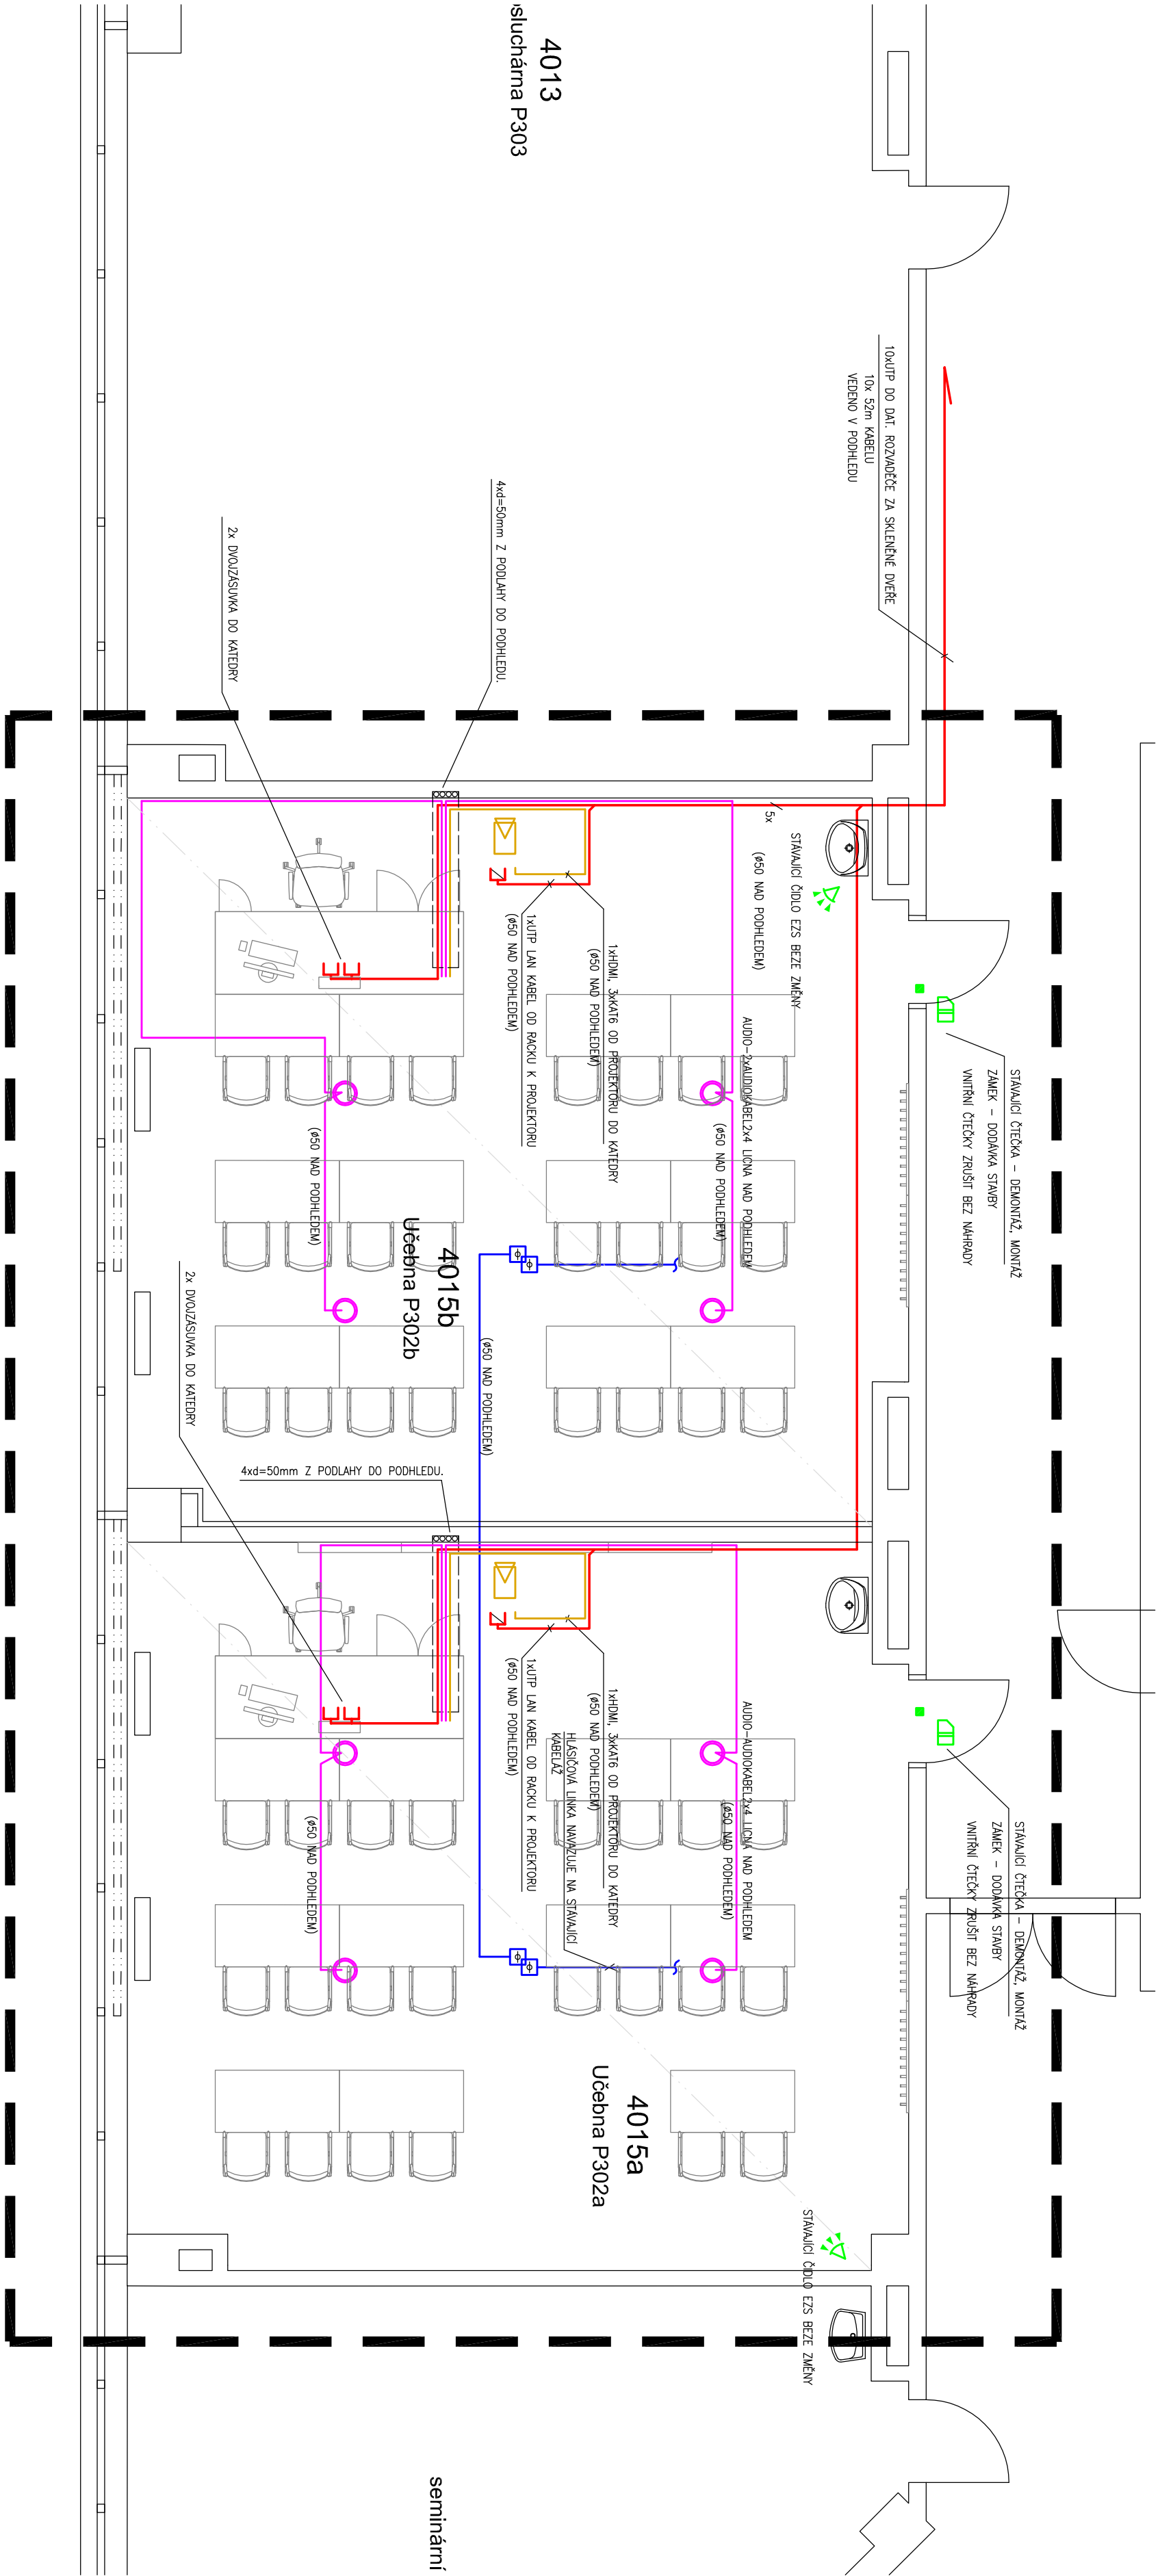 4013
osluchárna P303
10xUTP DO DAT. ROZVADĚČE ZA SKLENĚNÉ DVEŘE
10x 52m KABELU
VEDENO V PODHLEDU
4xd=50mm Z PODLAHY DO PODHLEDU.
2x DVOJZÁSUVKA DO KATEDRY
5x
STÁVAJÍCÍ ČIDLO EZS BEZE ZMĚNY
(ø50 NAD PODHLEDEM)
1xHDMI, 3xKAT6 OD PROJEKTORU DO KATEDRY
(ø50 NAD PODHLEDEM)
1xUTP LAN KABEL OD RACKU K PROJEKTORU
(ø50 NAD PODHLEDEM)
AUDIO-2xAUDIOKABEL2x4 LICNA NAD PODHLEDEM
(ø50 NAD PODHLEDEM)
STÁVAJÍCÍ ČTEČKA - DEMONTÁŽ, MONTÁŽ
ZÁMEK - DODÁVKA STAVBY
VNITŘNÍ ČTEČKY ZRUŠIT BEZ NÁHRADY
(ø50 NAD PODHLEDEM)
4015b
Učebna P302b
(ø50 NAD PODHLEDEM)
2x DVOJZÁSUVKA DO KATEDRY
4xd=50mm Z PODLAHY DO PODHLEDU.
1xHDMI, 3xKAT6 OD PROJEKTORU DO KATEDRY
(ø50 NAD PODHLEDEM)
HLÁSIČOVÁ LINKA NAVAZUJE NA STÁVAJÍCÍ
KABELÁŽ
1xUTP LAN KABEL OD RACKU K PROJEKTORU
(ø50 NAD PODHLEDEM)
AUDIO-AUDIOKABEL2x4 LICNA NAD PODHLEDEM
(ø50 NAD PODHLEDEM)
STÁVAJÍCÍ ČTEČKA - DEMONTÁŽ, MONTÁŽ
ZÁMEK - DODÁVKA STAVBY
VNITŘNÍ ČTEČKY ZRUŠIT BEZ NÁHRADY
(ø50 NAD PODHLEDEM)
4015a
Učebna P302a
STÁVAJÍCÍ ČIDLO EZS BEZE ZMĚNY
seminární